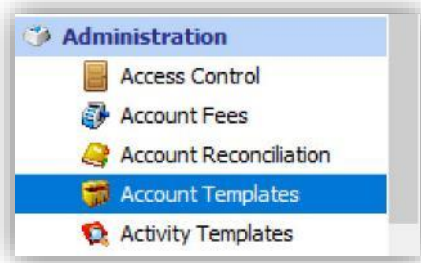 Administration
Access Control
Account Fees
Account Reconciliation
Account Templates
Activity Templates